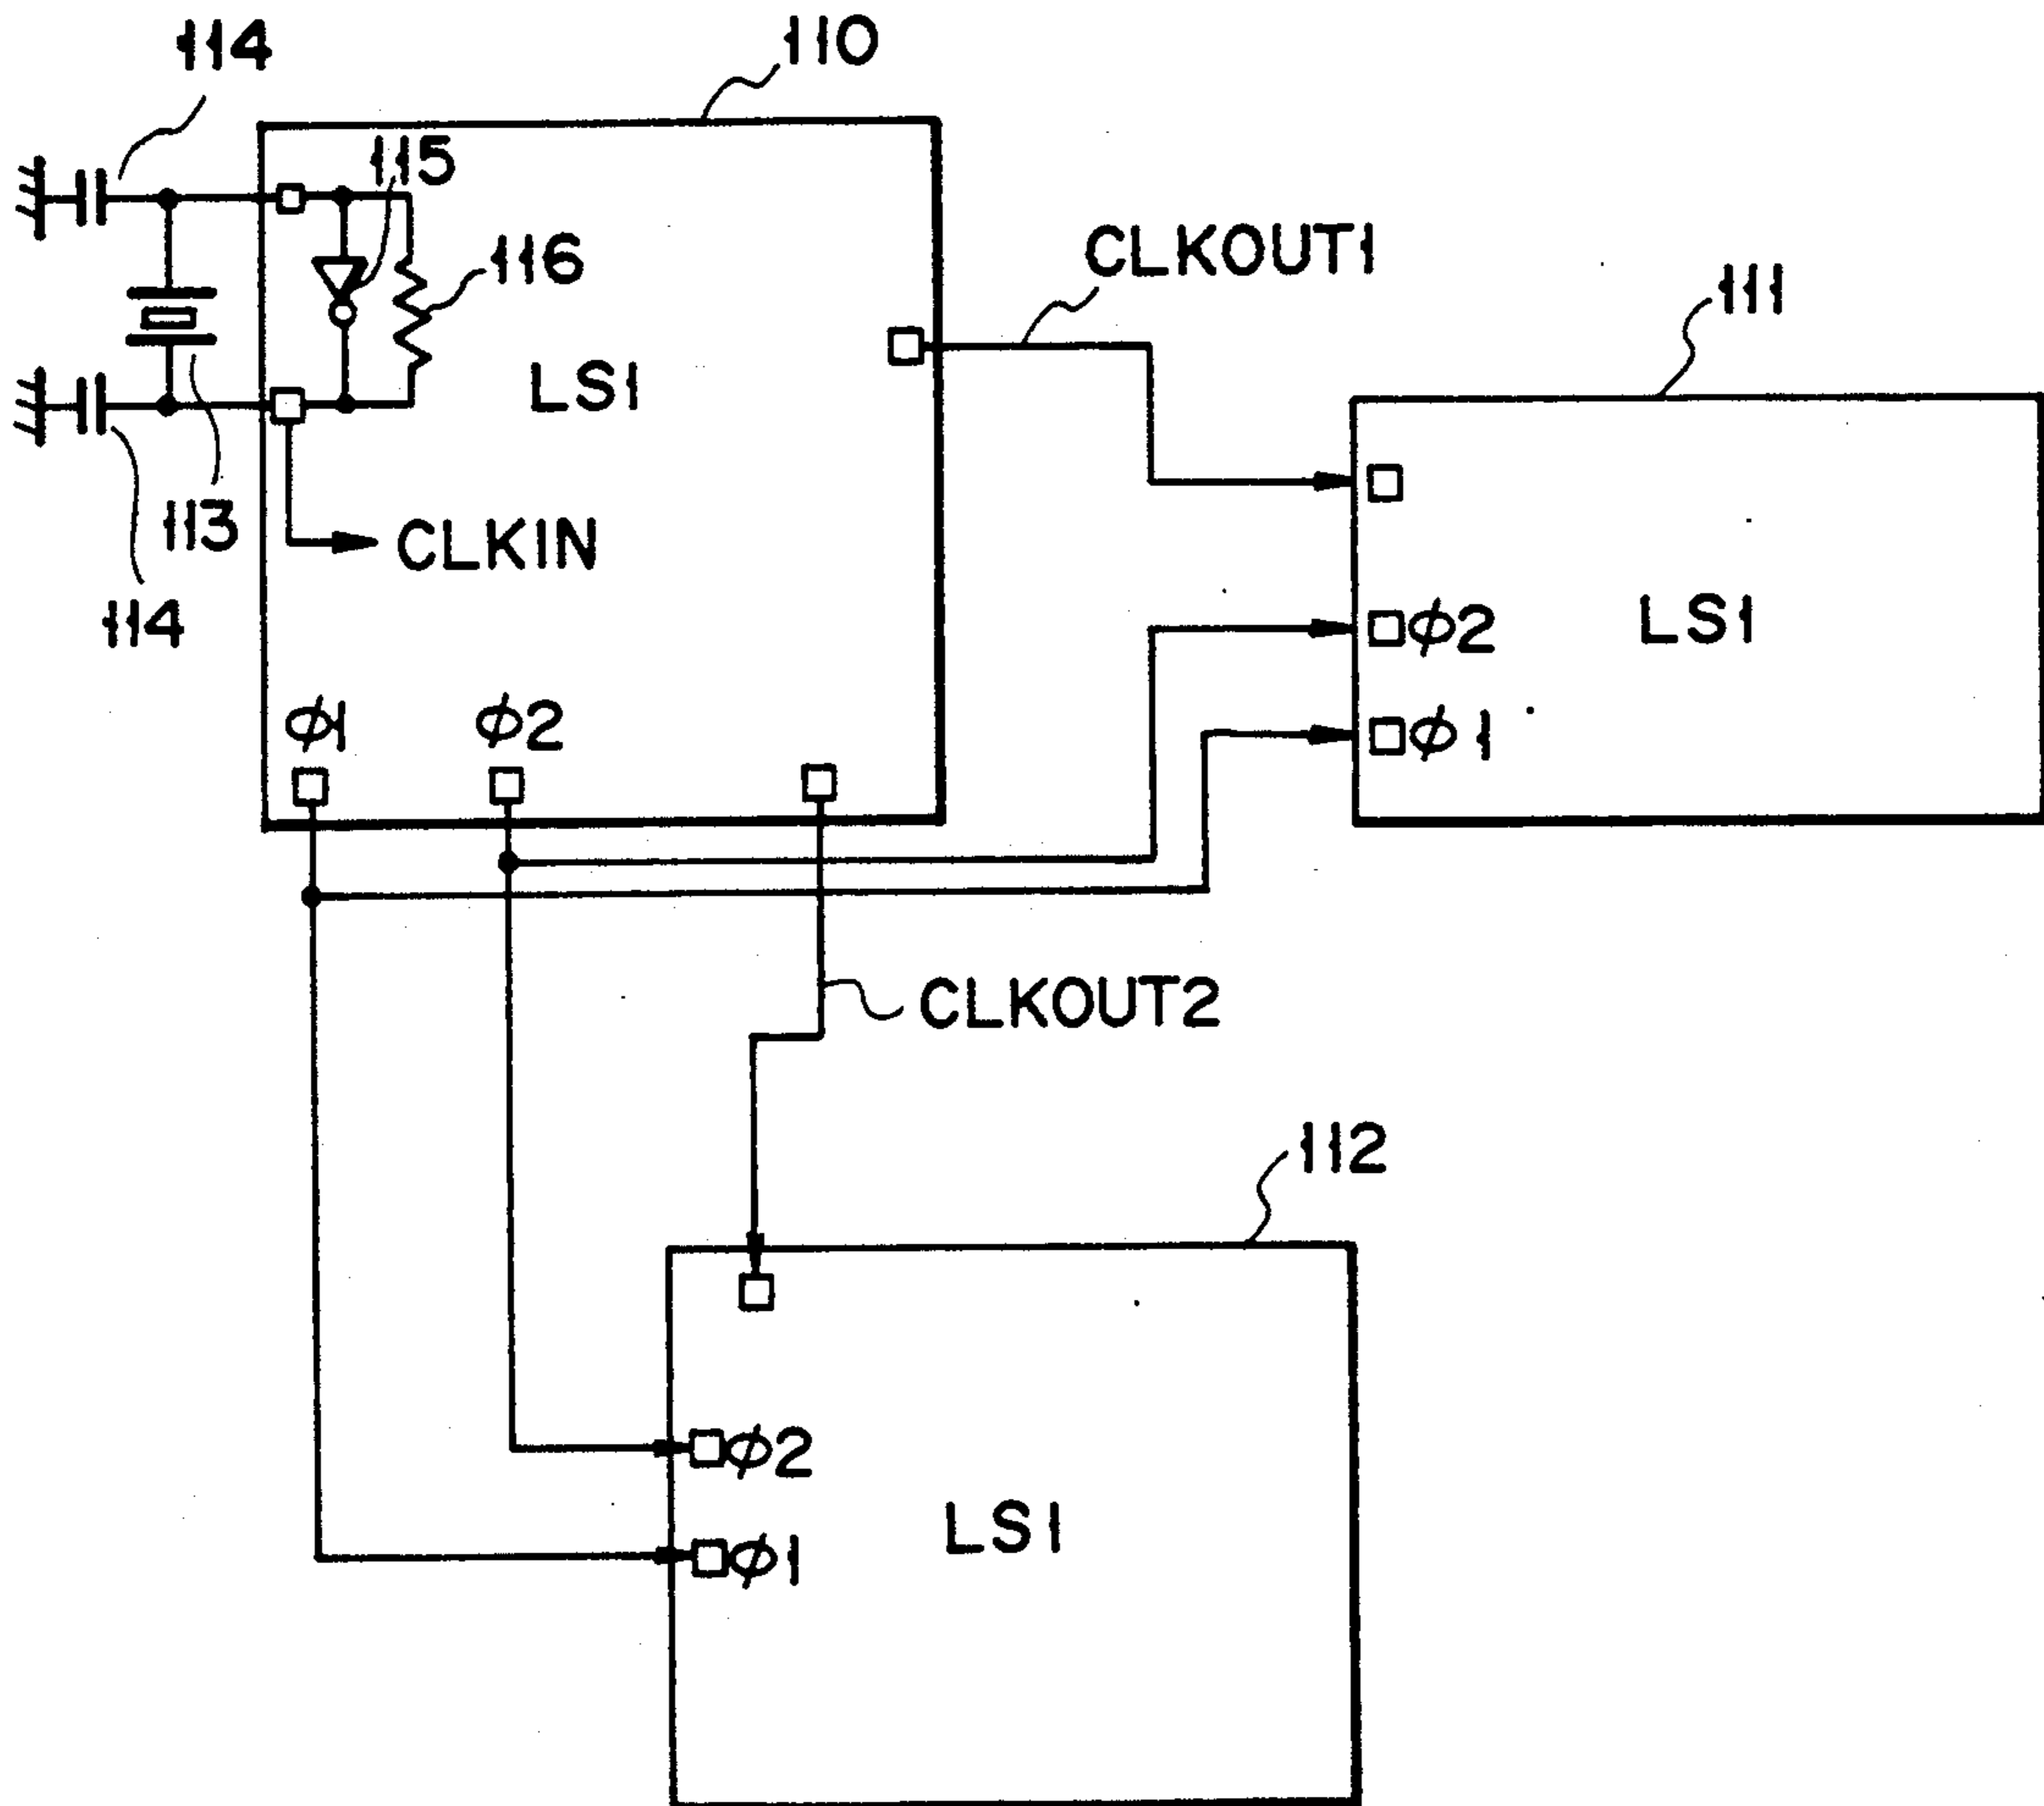 114
110
115
116
CLKOUT1
111
LSI
113
CLKIN
114
LSI
φ2
φ1
φ1
φ2
CLKOUT2
112
φ2
φ1
LSI